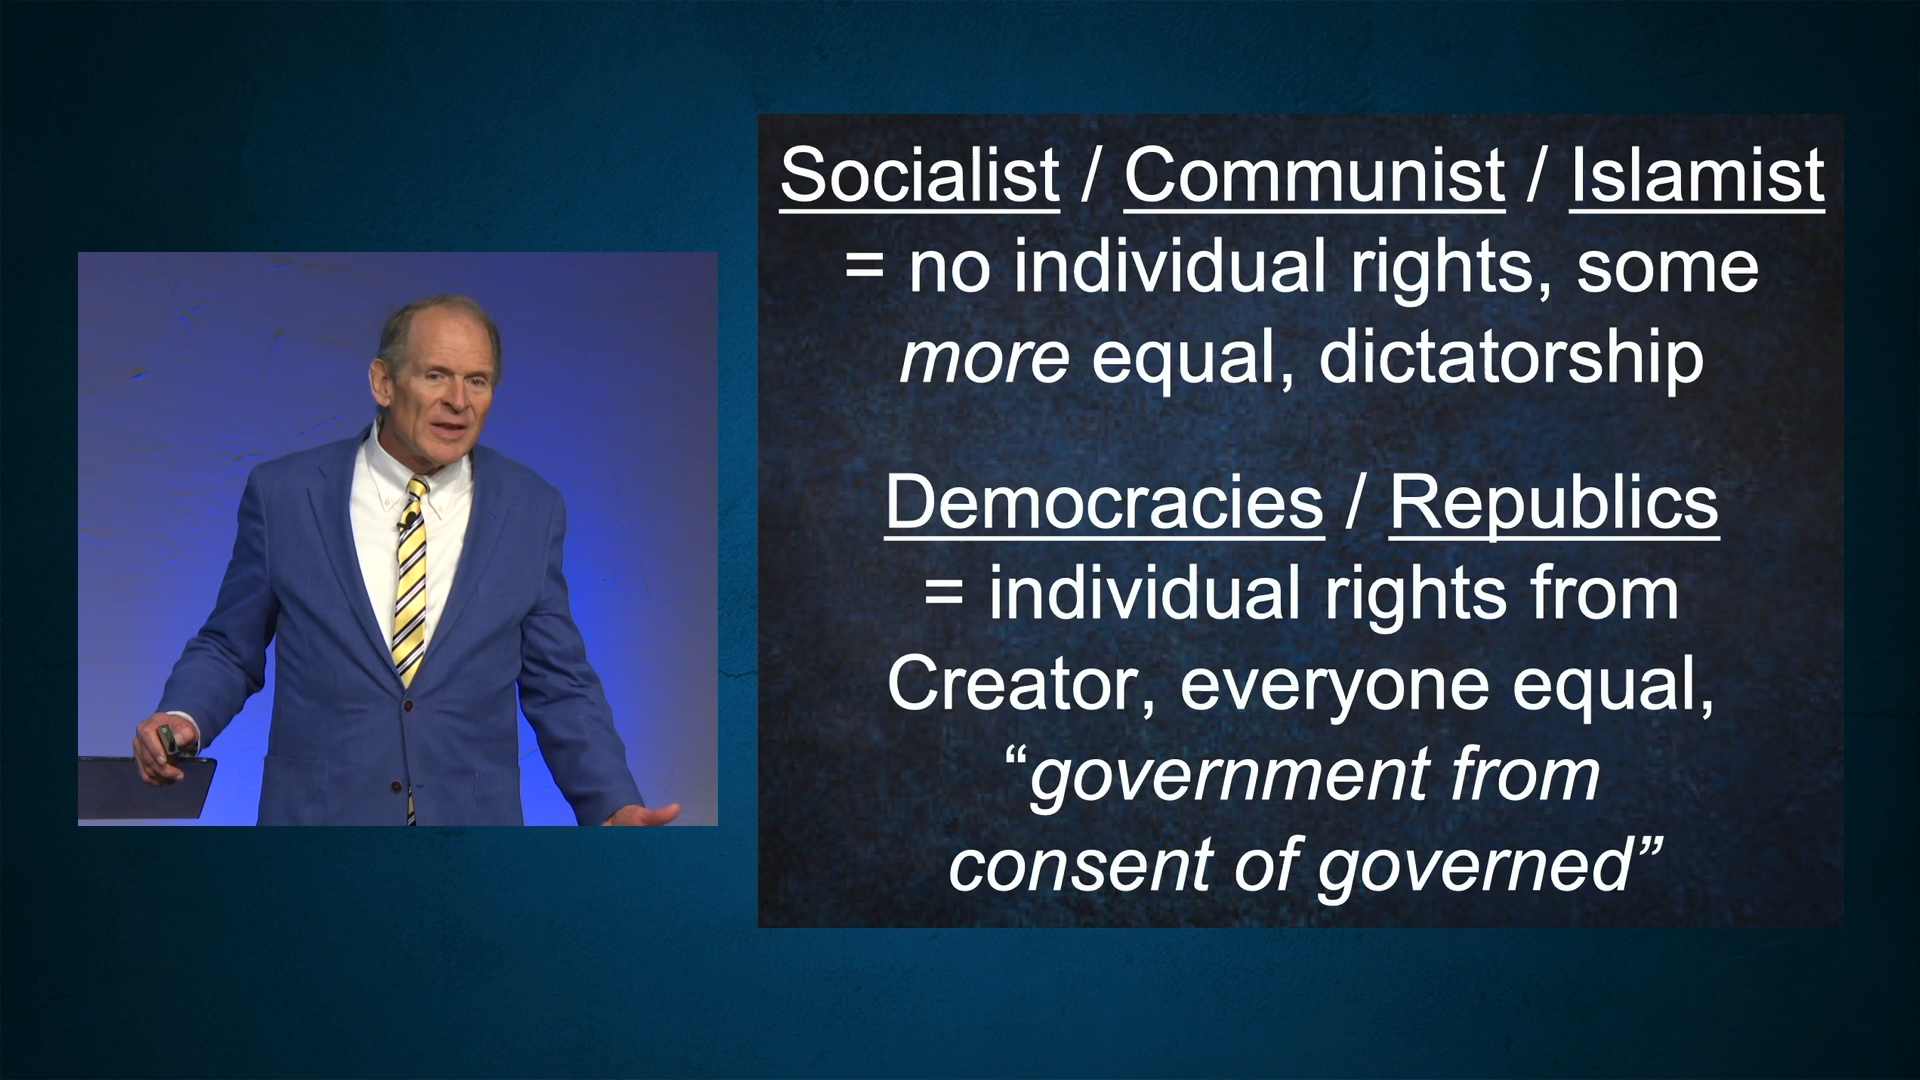 Socialist / Communist / Islamist
= no individual rights, some
more equal, dictatorship
Democracies / Republics
= individual rights from
Creator, everyone equal,
“government from
consent of governed”